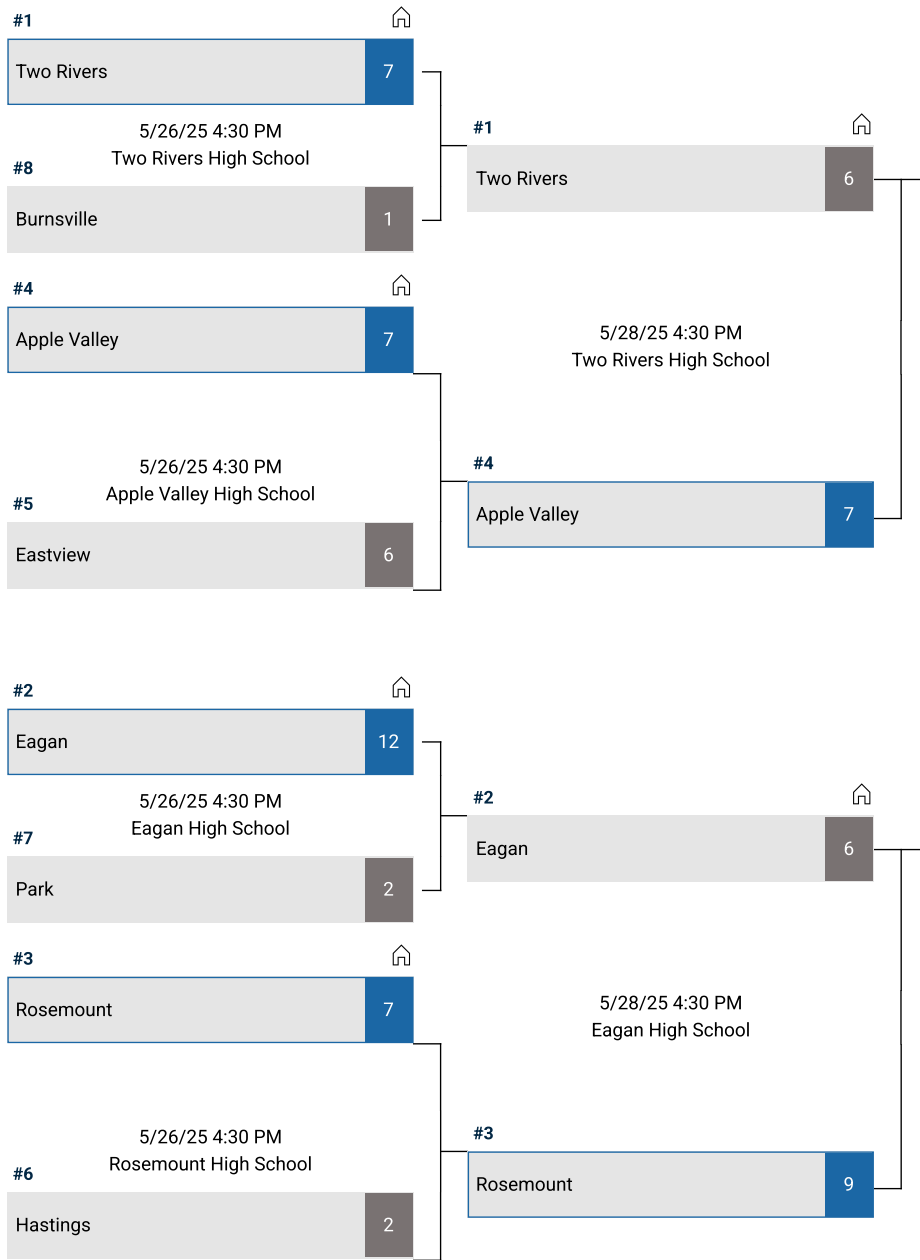 #1
Two Rivers
7
5/26/25 4:30 PM
Two Rivers High School
#8
Burnsville
1
#1
Two Rivers
6
#4
Apple Valley
7
5/28/25 4:30 PM
Two Rivers High School
5/26/25 4:30 PM
Apple Valley High School
#5
Eastview
6
#4
Apple Valley
7
#2
Eagan
12
5/26/25 4:30 PM
Eagan High School
#7
Park
2
#2
Eagan
6
#3
Rosemount
7
5/28/25 4:30 PM
Eagan High School
5/26/25 4:30 PM
Rosemount High School
#6
Hastings
2
#3
Rosemount
9